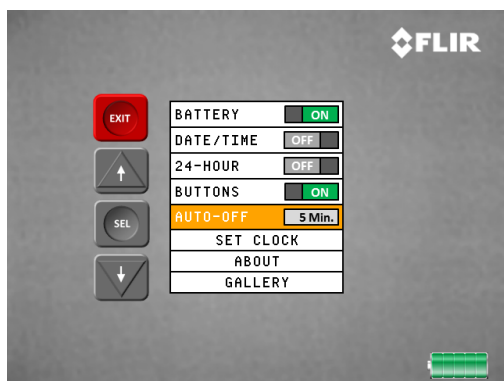 FLIR
EXIT
BATTERY ON
DATE/TIME OFF
24-HOUR OFF
BUTTONS ON
SEL
AUTO-OFF 5 Min.
SET CLOCK
ABOUT
GALLERY